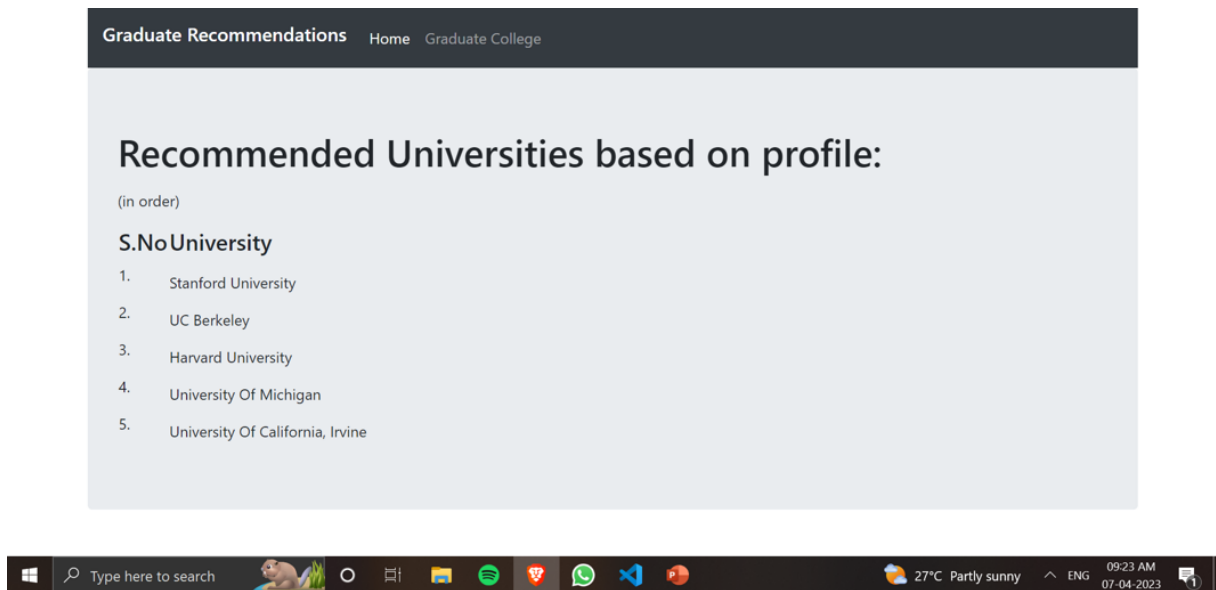 Graduate Recommendations Home Graduate College
Recommended Universities based on profile:
(in order)
S.No University
1. Stanford University
2. UC Berkeley
3. Harvard University
4. University Of Michigan
5. University Of California, Irvine
Type here to search 27°C Partly sunny ENG 09:23 AM
07-04-2023 1